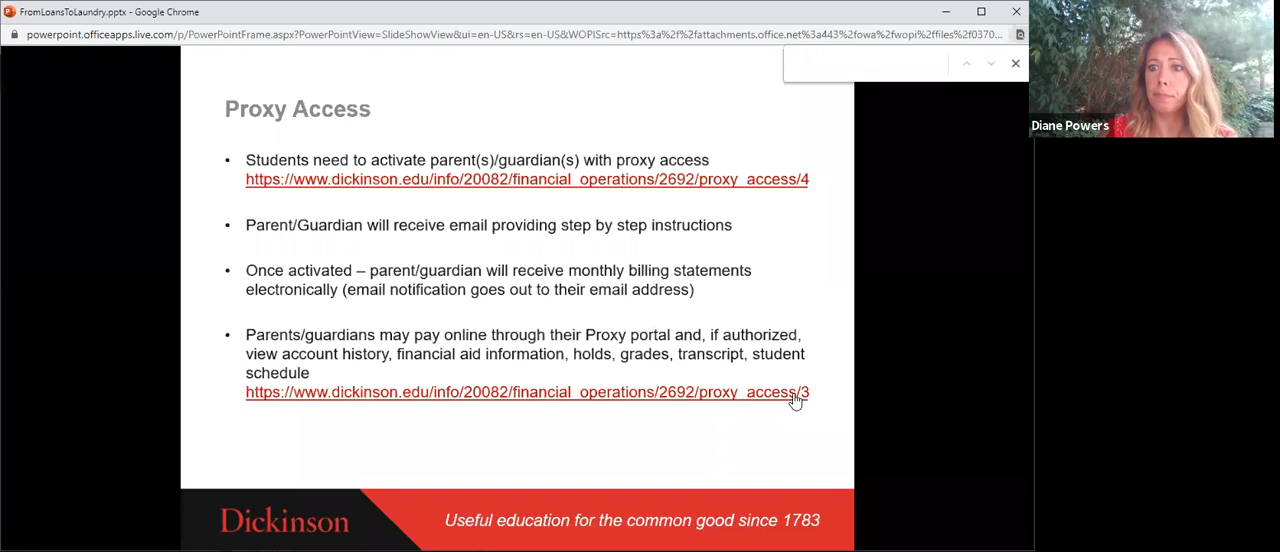 FromLoansToLaundry.pptx - Google Chrome
powerpoint.officeapps.live.com/p/PowerPointFrame.aspx?PowerPointView=SlideShowView&ui=en-US&rs=en-US&WOPISrc=https%3a%2f%2fattachments.office.net%3a443%2fowa%2fwopi%2ffiles%2f0370...
Diane Powers
Proxy Access
• Students need to activate parent(s)/guardian(s) with proxy access
https://www.dickinson.edu/info/20082/financial_operations/2692/proxy_access/4
• Parent/Guardian will receive email providing step by step instructions
• Once activated – parent/guardian will receive monthly billing statements
electronically (email notification goes out to their email address)
• Parents/guardians may pay online through their Proxy portal and, if authorized,
view account history, financial aid information, holds, grades, transcript, student
schedule
https://www.dickinson.edu/info/20082/financial_operations/2692/proxy_access/3
Dickinson
Useful education for the common good since 1783